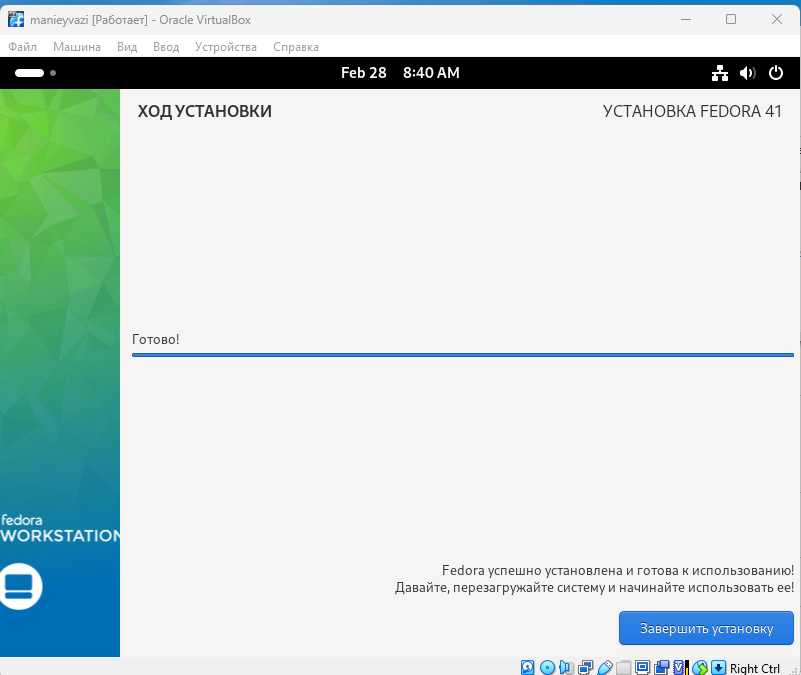 manieyvazi [Работает] - Oracle VirtualBox
Файл Машина Вид Ввод Устройства Справка
Feb 28 8:40 AM
ХОД УСТАНОВКИ
УСТАНОВКА FEDORA 41
Готово!
fedora
WORKSTATION
Fedora успешно установлена и готова к использованию!
Давайте, перезагружайте систему и начинайте использовать ее!
Завершить установку
Right Ctrl